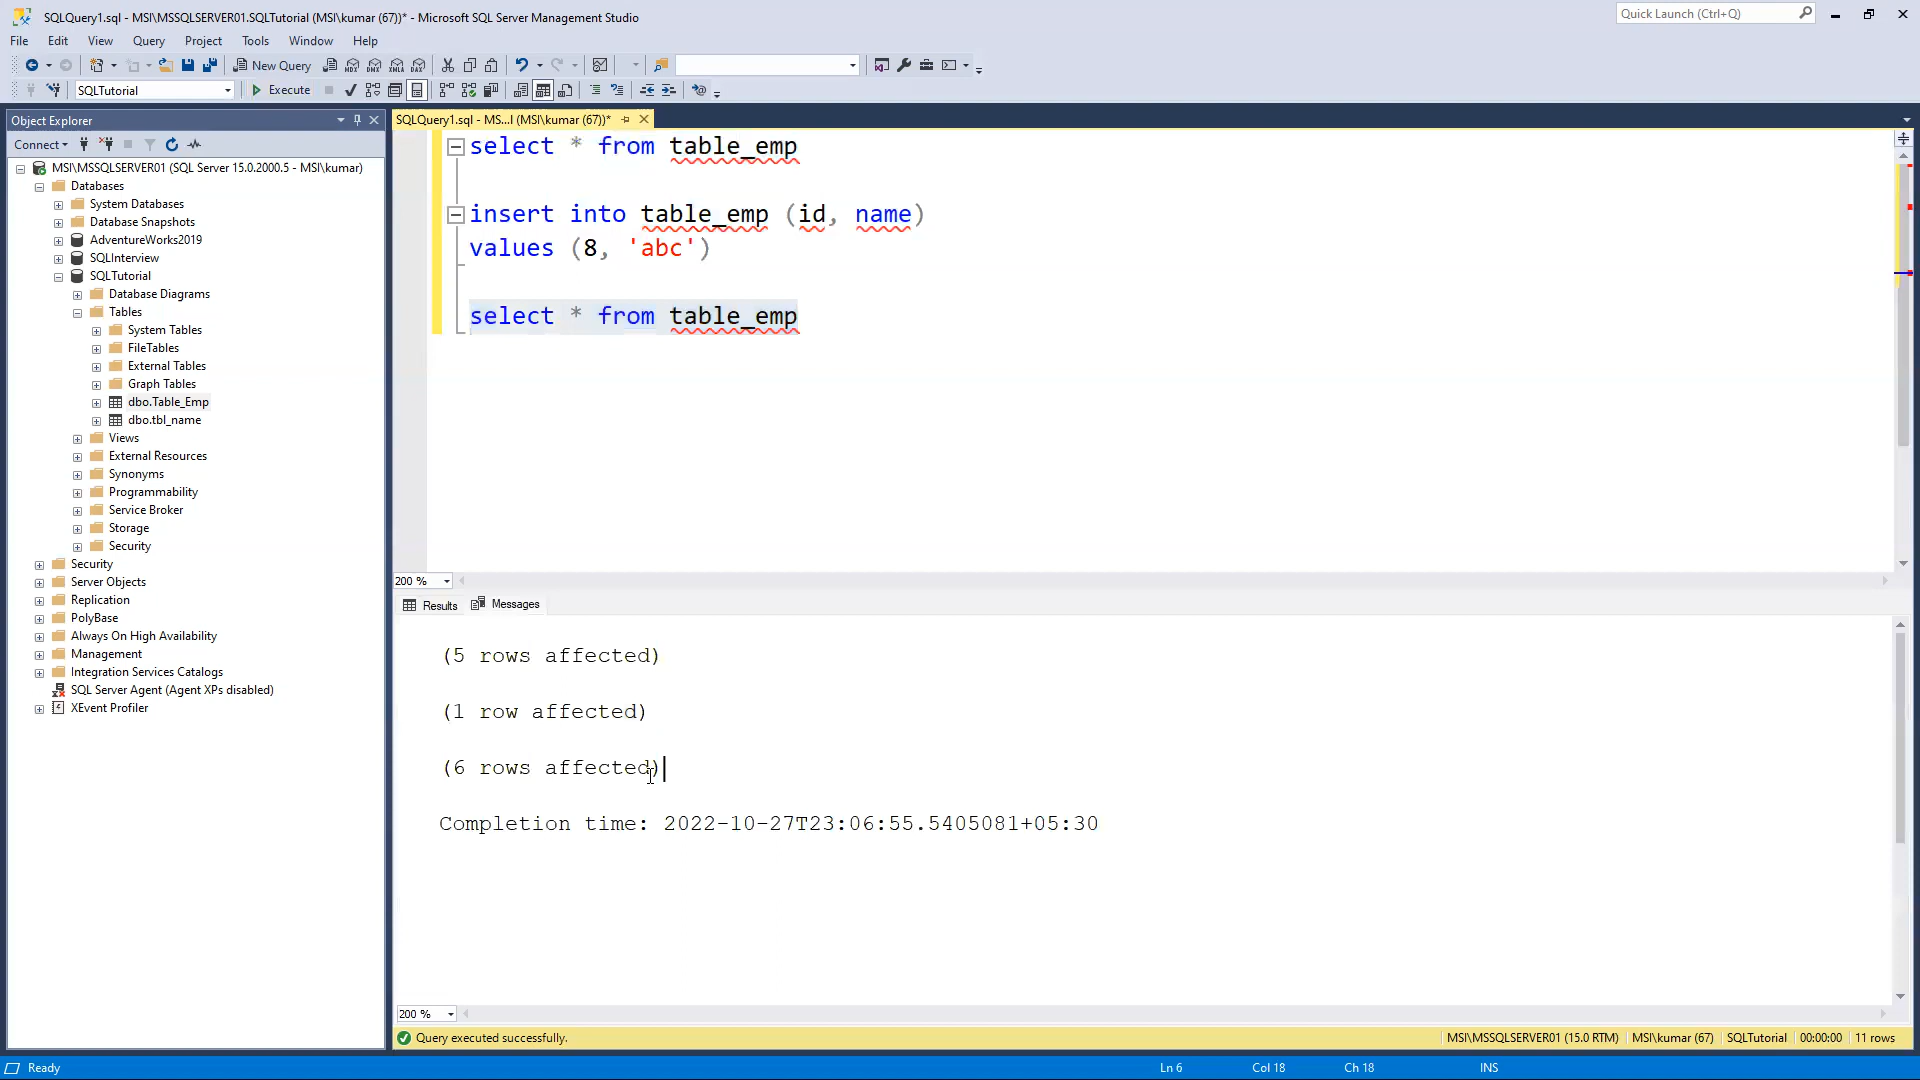 SQLQuery1.sql - MSI\MSSQLSERVER01.SQLTutorial (MSI\kumar (67))* - Microsoft SQL Server Management Studio
Quick Launch (Ctrl+Q)
File Edit View Query Project Tools Window Help
New Query
MDX DMX XMLA DAX
SQLTutorial
Execute
Object Explorer
SQLQuery1.sql - MS...l (MSI\kumar (67))*
Connect
MSI\MSSQLSERVER01 (SQL Server 15.0.2000.5 - MSI\kumar)
Databases
System Databases
Database Snapshots
AdventureWorks2019
SQLInterview
SQLTutorial
Database Diagrams
Tables
System Tables
FileTables
External Tables
Graph Tables
dbo.Table_Emp
dbo.tbl_name
Views
External Resources
Synonyms
Programmability
Service Broker
Storage
Security
Security
Server Objects
Replication
PolyBase
Always On High Availability
Management
Integration Services Catalogs
SQL Server Agent (Agent XPs disabled)
XEvent Profiler
select * from table_emp
insert into table_emp (id, name)
values (8, 'abc')
select * from table_emp
200 %
Results Messages
(5 rows affected)
(1 row affected)
(6 rows affected)
Completion time: 2022-10-27T23:06:55.5405081+05:30
200 %
Query executed successfully.
MSI\MSSQLSERVER01 (15.0 RTM) MSI\kumar (67) SQLTutorial 00:00:00 11 rows
Ready
Ln 6 Col 18 Ch 18 INS